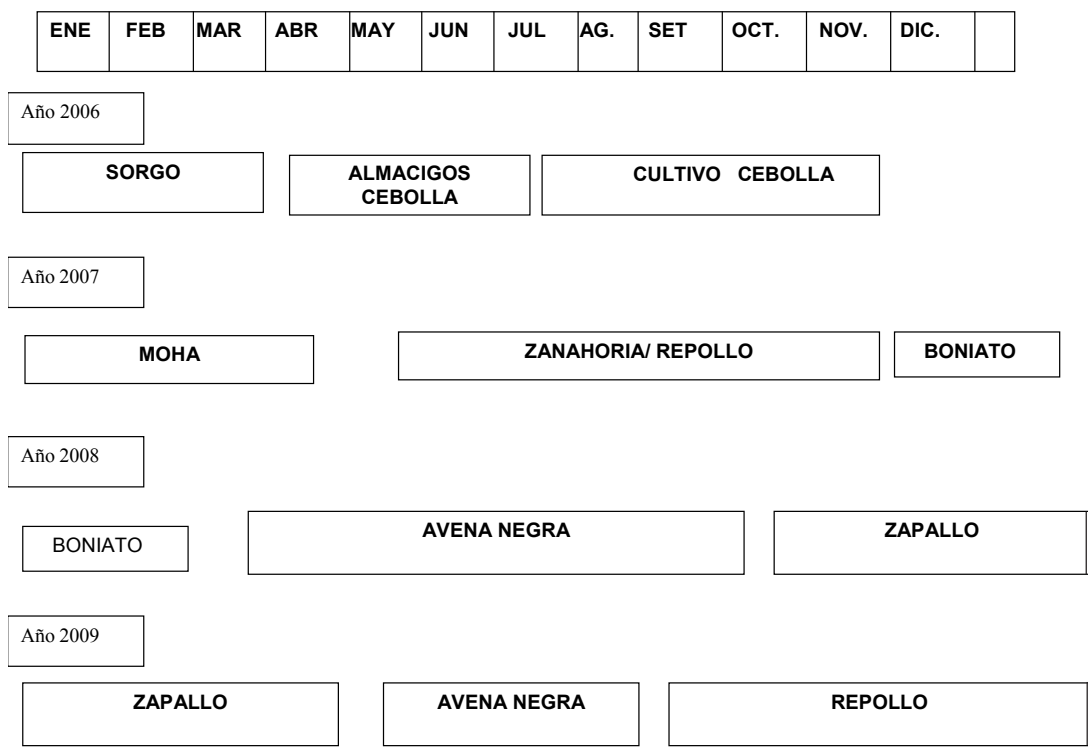 ENE FEB MAR ABR MAY JUN JUL AG. SET OCT. NOV. DIC.
Año 2006
SORGO ALMACIGOS CULTIVO CEBOLLA
CEBOLLA
Año 2007
MOHA ZANAHORIA/ REPOLLO BONIATO
Año 2008
BONIATO AVENA NEGRA ZAPALLO
Año 2009
ZAPALLO AVENA NEGRA REPOLLO